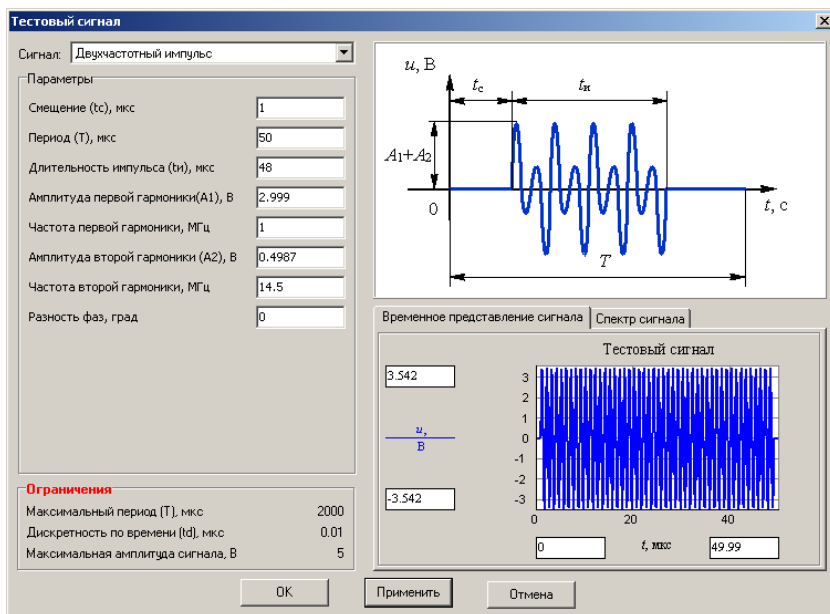 Тестовый сигнал
Сигнал: Двухчастотный импульс
Параметры
Смещение (tc), мкс 1
Период (T), мкс 50
Длительность импульса (tи), мкс 48
Амплитуда первой гармоники(A1), В 2.999
Частота первой гармоники, МГц 1
Амплитуда второй гармоники (A2), В 0.4987
Частота второй гармоники, МГц 14.5
Разность фаз, град 0
Ограничения
Максимальный период (T), мкс 2000
Дискретность по времени (td), мкс 0.01
Максимальная амплитуда сигнала, В 5
u, В
tс tи
A1+A2
0 t, с
T
Временное представление сигнала Спектр сигнала
Тестовый сигнал
3.542
u,
В
-3.542
3
2
1
0
-1
-2
-3
0 20 40
0 t, мкс 49.99
OK Применить Отмена